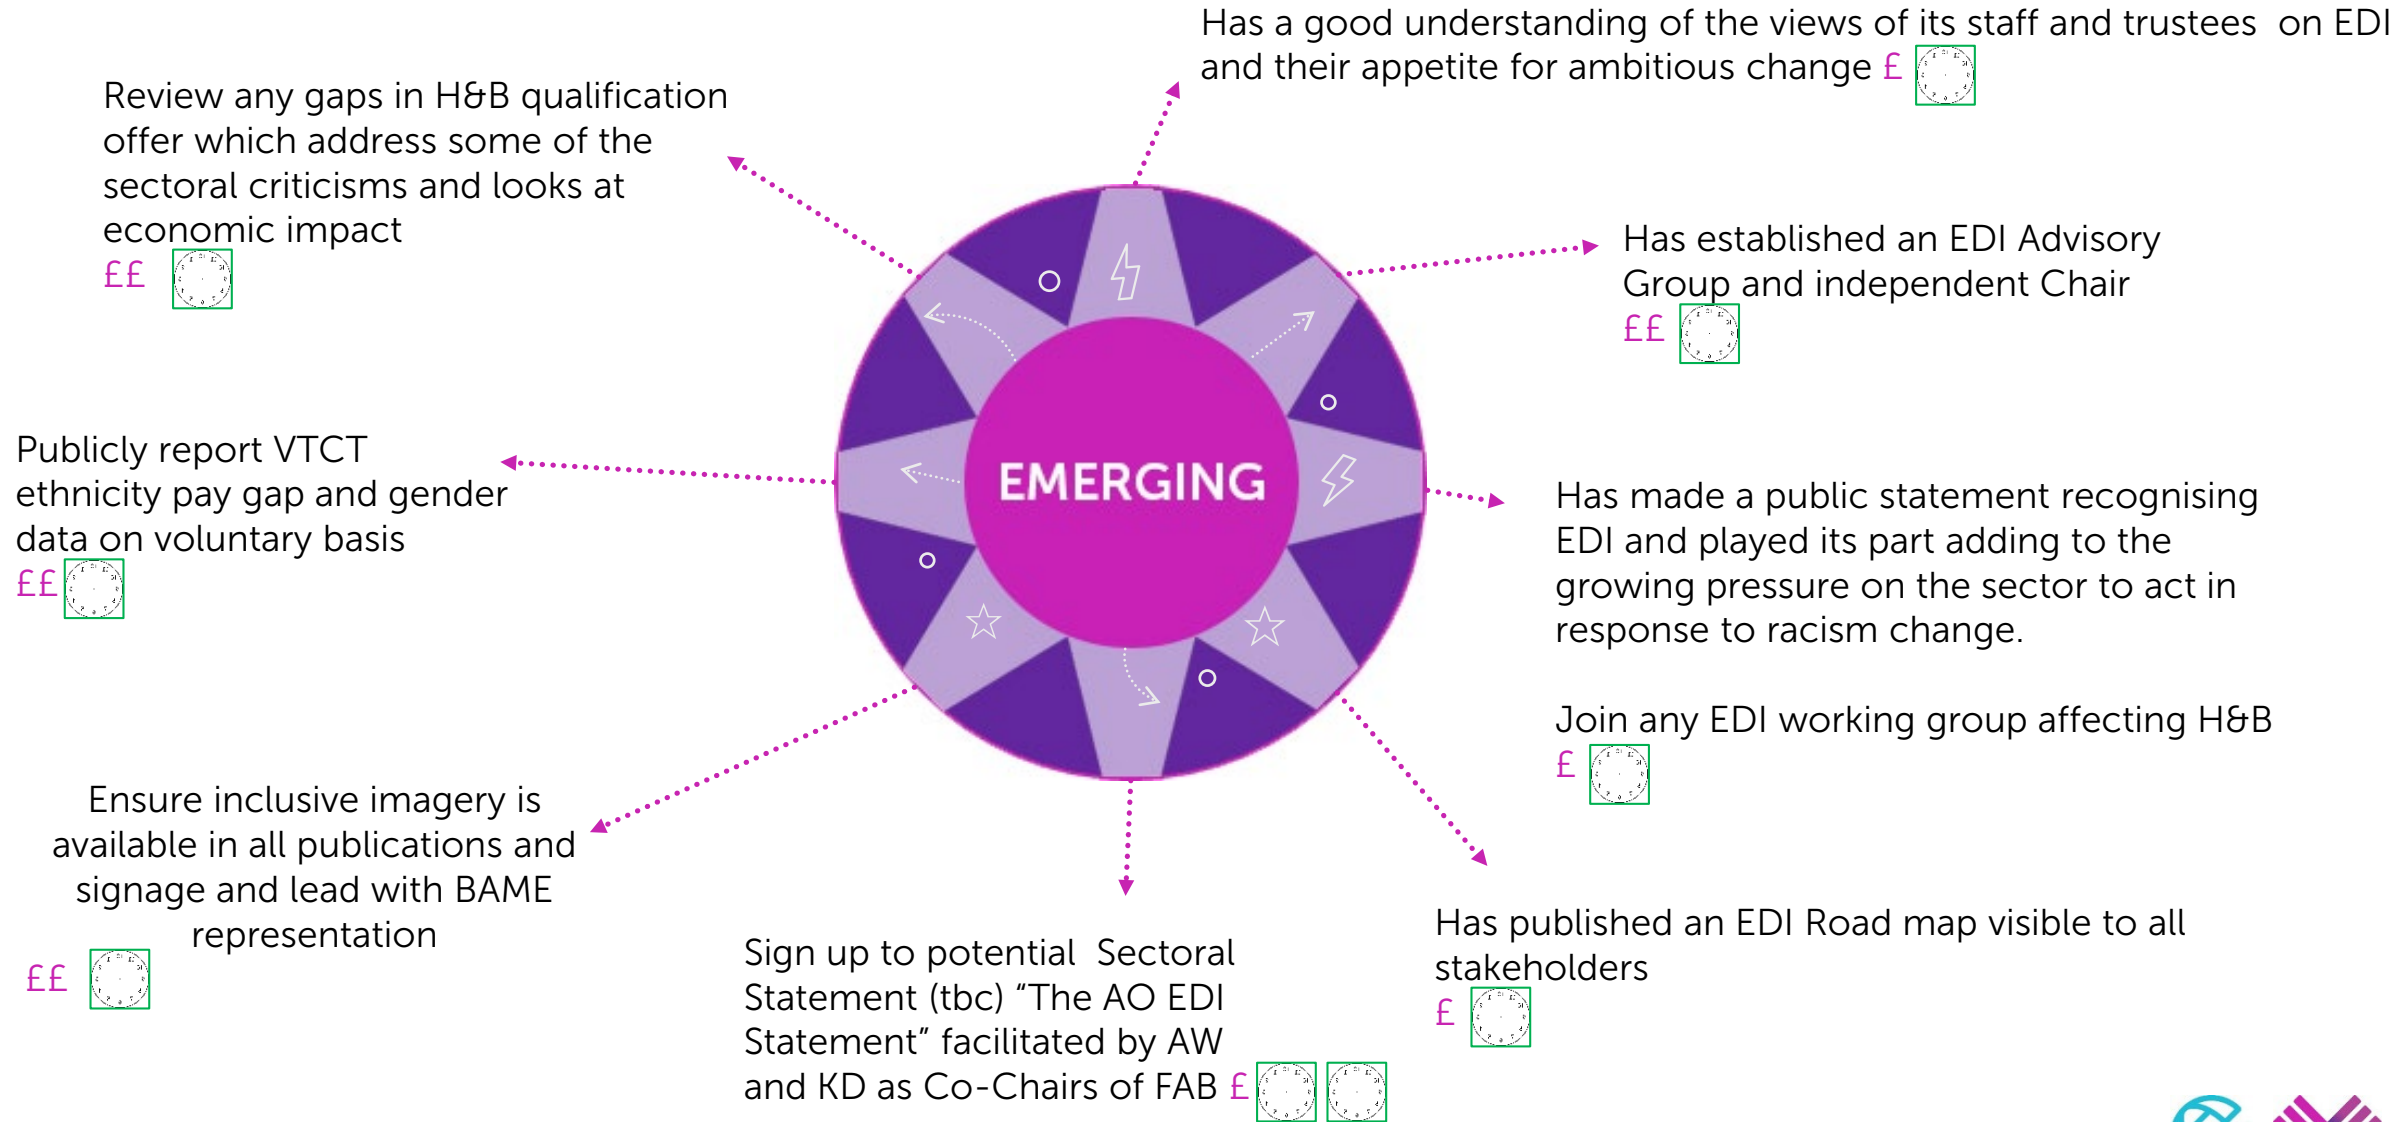 Has a good understanding of the views of its staff and trustees  on EDI
and their appetite for ambitious change £
Review any gaps in H&B qualification
offer which address some of the
sectoral criticisms and looks at
economic impact
££
Has established an EDI Advisory
Group and independent Chair
££
Publicly report VTCT
ethnicity pay gap and gender
data on voluntary basis
££
EMERGING
Has made a public statement recognising
EDI and played its part adding to the
growing pressure on the sector to act in
response to racism change.
Join any EDI working group affecting H&B
£
Ensure inclusive imagery is
available in all publications and
signage and lead with BAME
representation
££
Sign up to potential  Sectoral
Statement (tbc) “The AO EDI
Statement” facilitated by AW
and KD as Co-Chairs of FAB £
Has published an EDI Road map visible to all
stakeholders
£